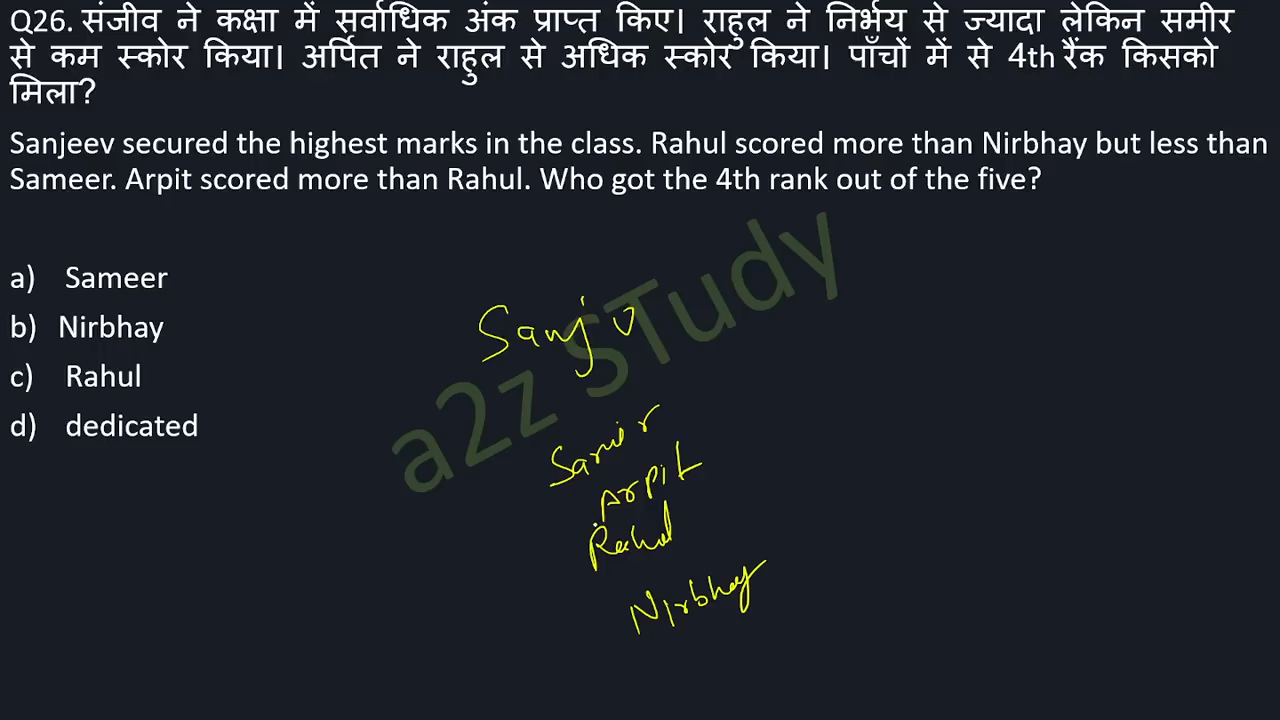 Q26. संजीव ने कक्षा में सर्वाधिक अंक प्राप्त किए। राहुल ने निर्भय से ज्यादा लेकिन समीर
से कम स्कोर किया। अर्पित ने राहुल से अधिक स्कोर किया। पाँचों में से 4th रैंक किसको
मिला?
Sanjeev secured the highest marks in the class. Rahul scored more than Nirbhay but less than
Sameer. Arpit scored more than Rahul. Who got the 4th rank out of the five?
a) Sameer
b) Nirbhay
c) Rahul
d) dedicated
a2z STudy
Sanjv
Samir
Arpit
Rahul
Nirbhay